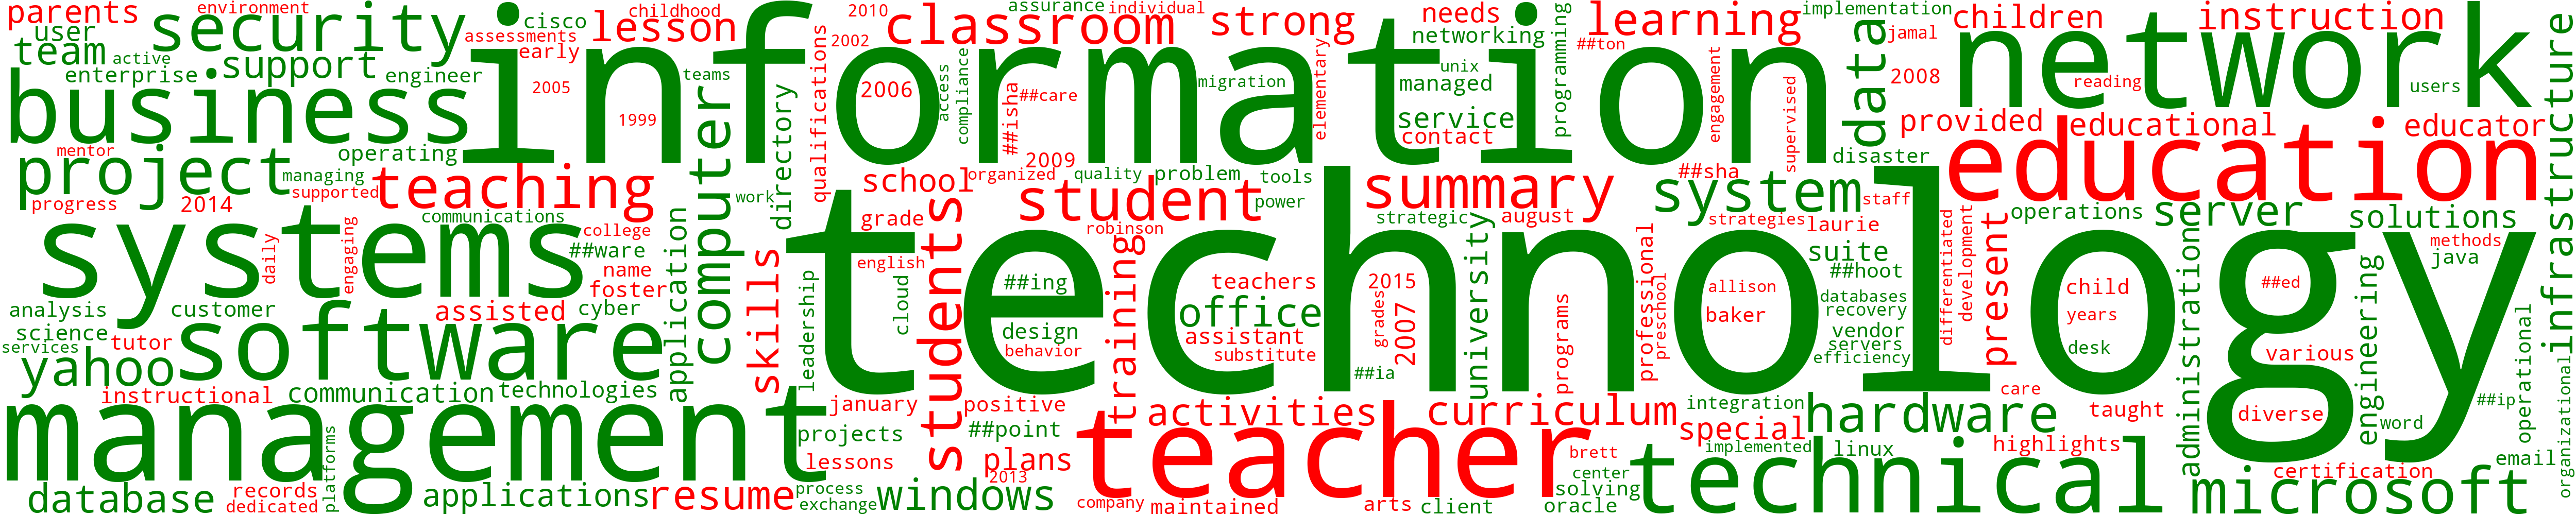 parents
environment
cisco
lesson
childhood
2010
classroom
assurance
individual
strong
needs
learning
implementation
children
instruction
user
security
assessments
2002
networking
##ton
jamal
team
active
early
information
network
enterprise
support
engineer
teams
2005
2006
access
compliance
##care
migration
elementary
unix
managed
programming
engagement
data
2008
reading
users
infrastructure
business
1999
computer
directory
qualifications
##isha
service
contact
supervised
provided
educational
educator
mentor
operating
2009
disaster
education
project
managing
supported
teaching
work
school
organized
quality
problem
tools
summary
##sha
system
staff
progress
2014
communications
grade
student
power
strategic
august
strategies
laurie
operations
server
solutions
systems
daily
engaging
college
##ware
application
technology
students
robinson
training
university
professional
suite
differentiated
development
present
methods
java
name
foster
skills
english
cloud
##ing
teachers
2015
preschool
allison
##hoot
child
##ed
analysis
customer
assisted
cyber
leadership
design
office
grades
2007
baker
databases
recovery
years
administrative
engineering
science
software
tutor
behavior
assistant
substitute
programs
vendor
servers
efficiency
desk
various
operational
services
yahoo
##ia
instructional
communication
technologies
january
positive
activities
curriculum
integration
care
hardware
taught
diverse
word
##ip
organizational
management
platforms
projects
##point
teacher
special
implemented
linux
highlights
technical
lessons
plans
brett
center
certification
email
database
records
dedicated
applications
resume
process
exchange
windows
2013
company
maintained
arts
client
solving
oracle
microsoft